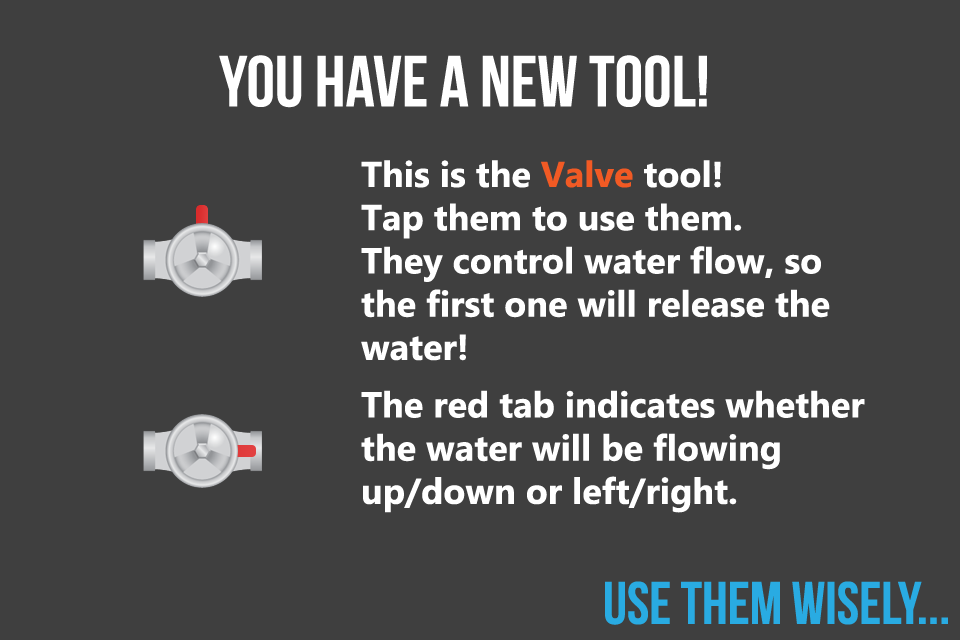 YOU HAVE A NEW TOOL!
This is the Valve tool!
Tap them to use them.
They control water flow, so
the first one will release the
water!
The red tab indicates whether
the water will be flowing
up/down or left/right.
USE THEM WISELY...